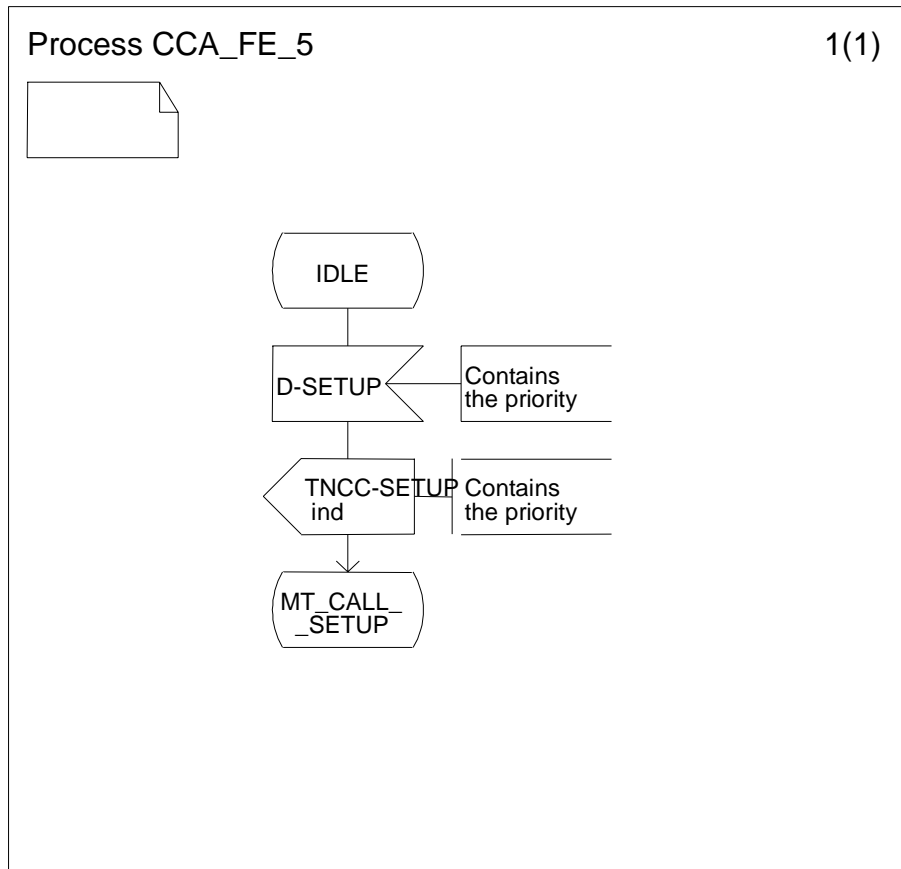 Process CCA_FE_5 1(1)
IDLE
D-SETUP
Contains
the priority
TNCC-SETUP
ind
Contains
the priority
MT_CALL_
_SETUP